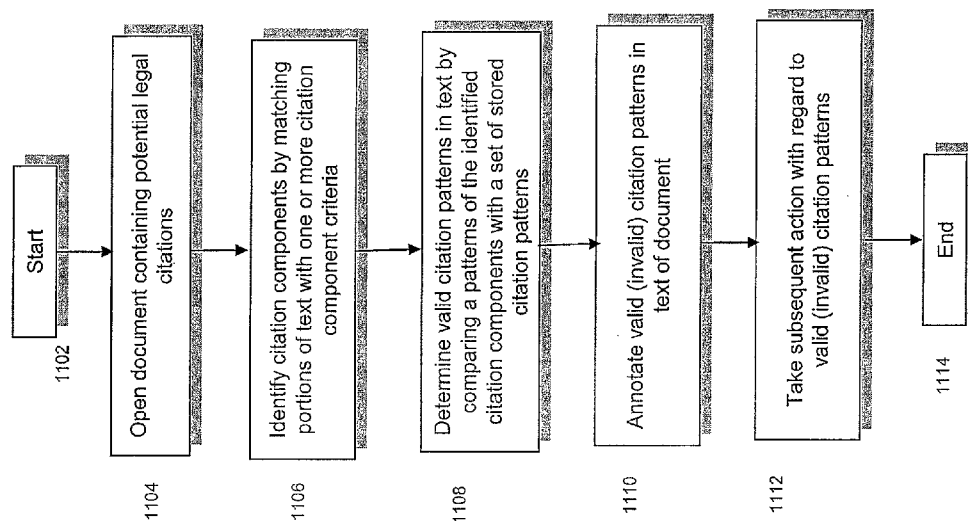 Start
1102
Open document containing potential legal
citations
1104
Identify citation components by matching
portions of text with one or more citation
component criteria
1106
Determine valid citation patterns in text by
comparing a patterns of the identified
citation components with a set of stored
citation patterns
1108
Annotate valid (invalid) citation patterns in
text of document
1110
Take subsequent action with regard to
valid (invalid) citation patterns
1112
End
1114